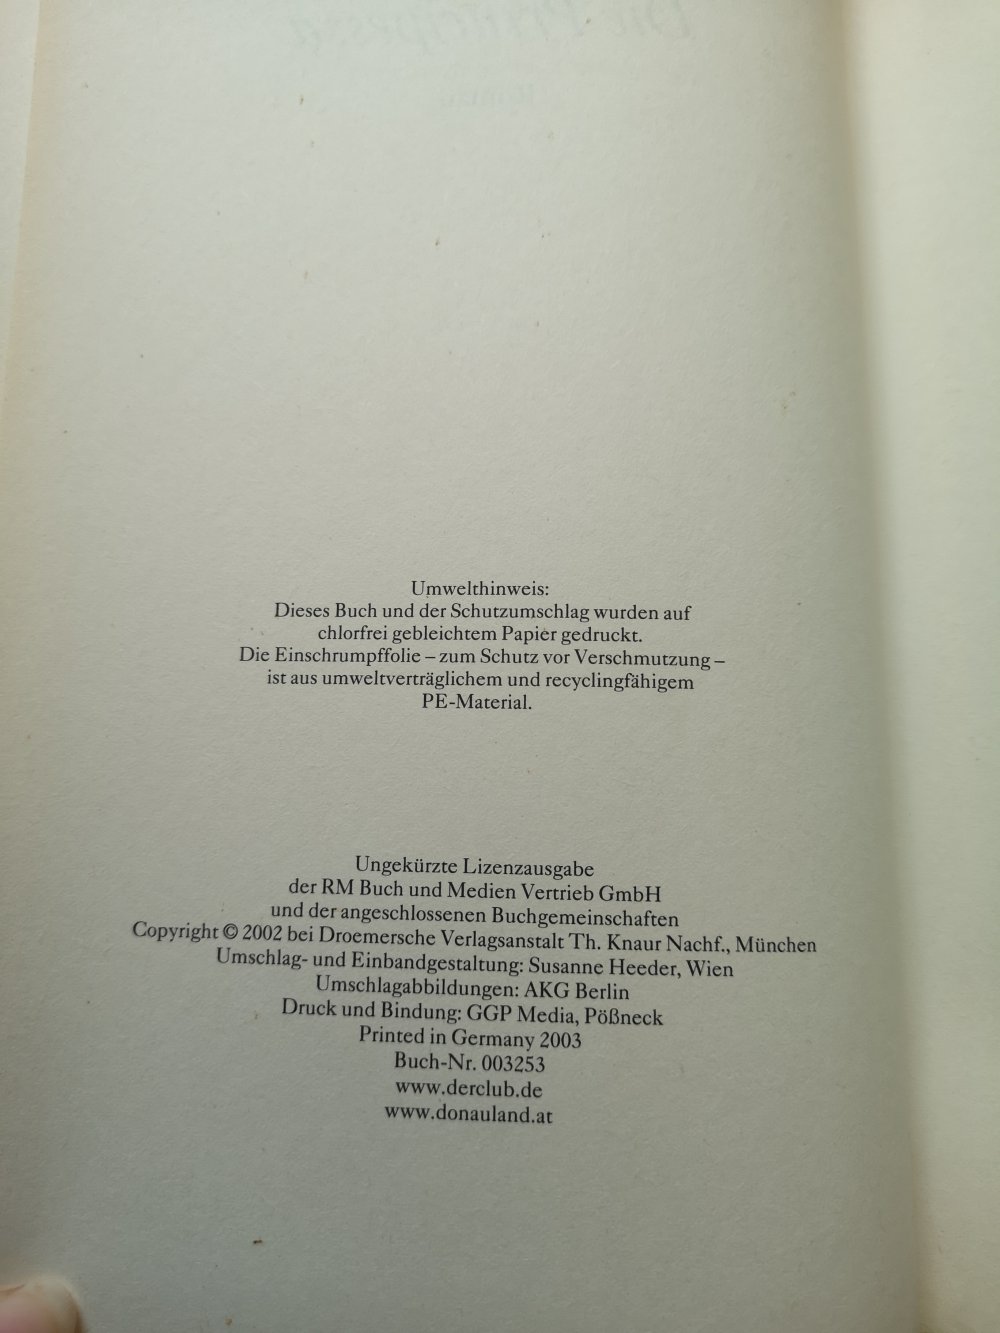 Umwelthinweis:
Dieses Buch und der Schutzumschlag wurden auf
chlorfrei gebleichtem Papier gedruckt.
Die Einschrumpffolie – zum Schutz vor Verschmutzung –
ist aus umweltverträglichem und recyclingfähigem
PE-Material.
Ungekürzte Lizenzausgabe
der RM Buch und Medien Vertrieb GmbH
und der angeschlossenen Buchgemeinschaften
Copyright © 2002 bei Droemersche Verlagsanstalt Th. Knaur Nachf., München
Umschlag- und Einbandgestaltung: Susanne Heeder, Wien
Umschlagabbildungen: AKG Berlin
Druck und Bindung: GGP Media, Pößneck
Printed in Germany 2003
Buch-Nr. 003253
www.derclub.de
www.donauland.at